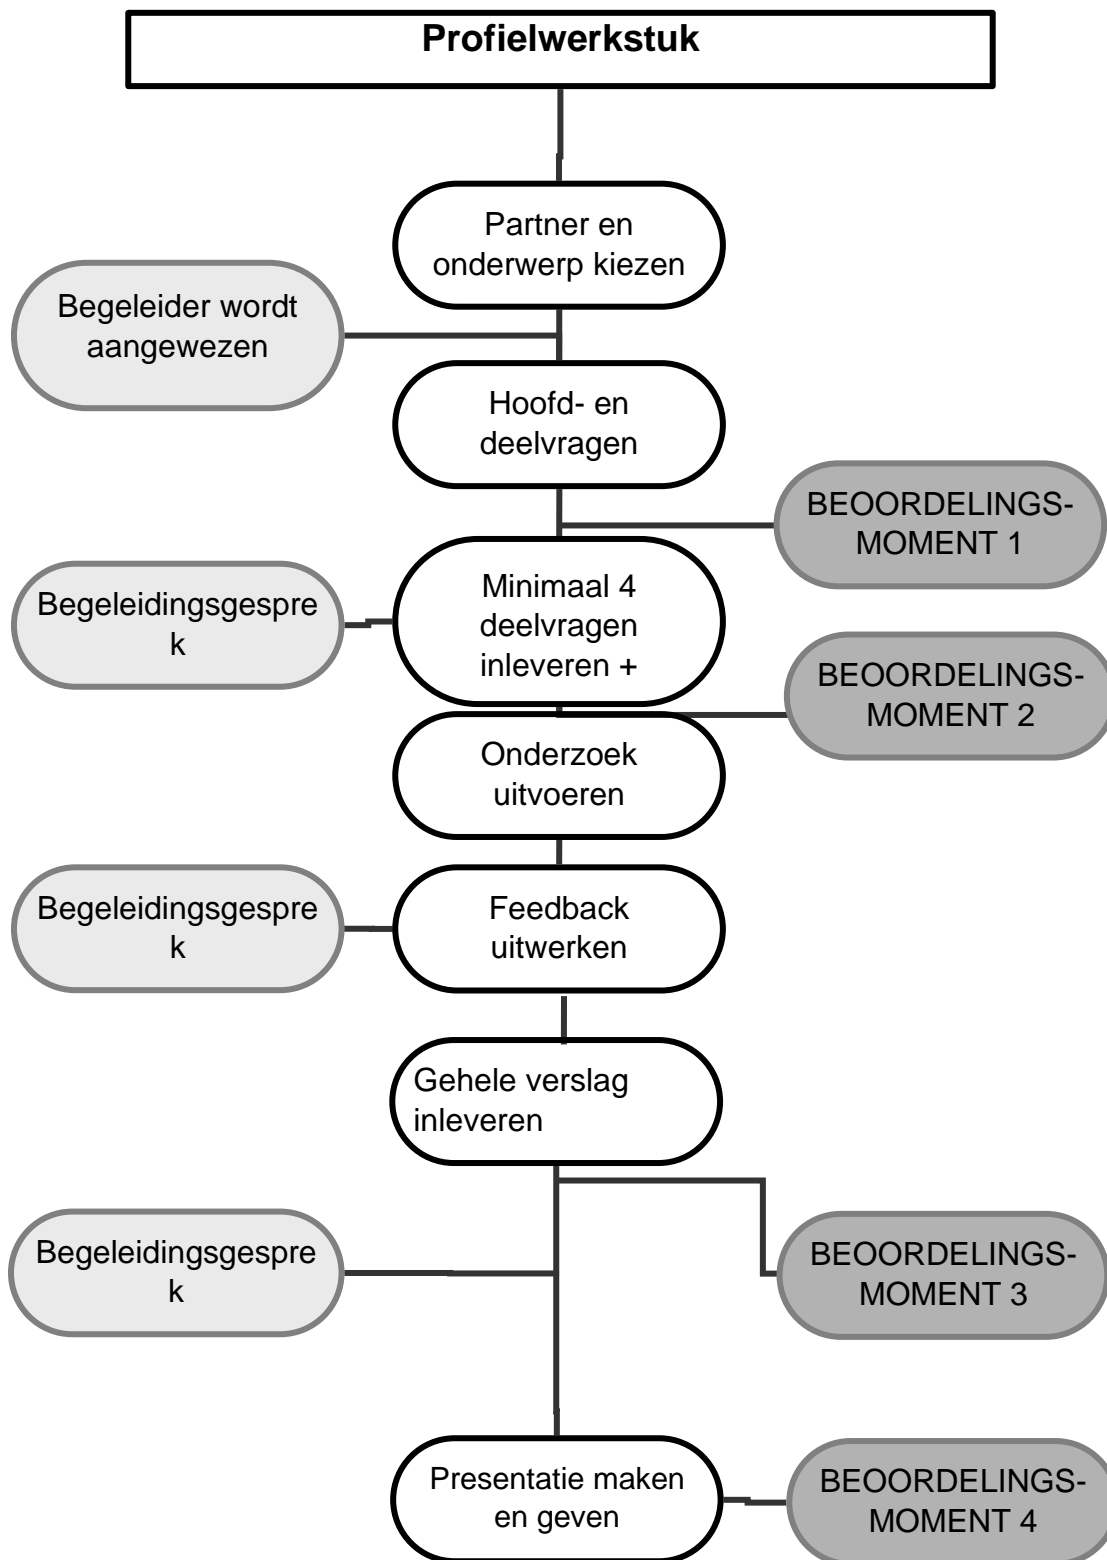 Profielwerkstuk
Partner en
onderwerp kiezen
Begeleider wordt
aangewezen
Hoofd- en
deelvragen
BEOORDELINGS-
MOMENT 1
Minimaal 4
deelvragen
inleveren +
Begeleidingsgespre
k
BEOORDELINGS-
MOMENT 2
Onderzoek
uitvoeren
Begeleidingsgespre
k
Feedback
uitwerken
Gehele verslag
inleveren
Begeleidingsgespre
k
BEOORDELINGS-
MOMENT 3
Presentatie maken
en geven
BEOORDELINGS-
MOMENT 4